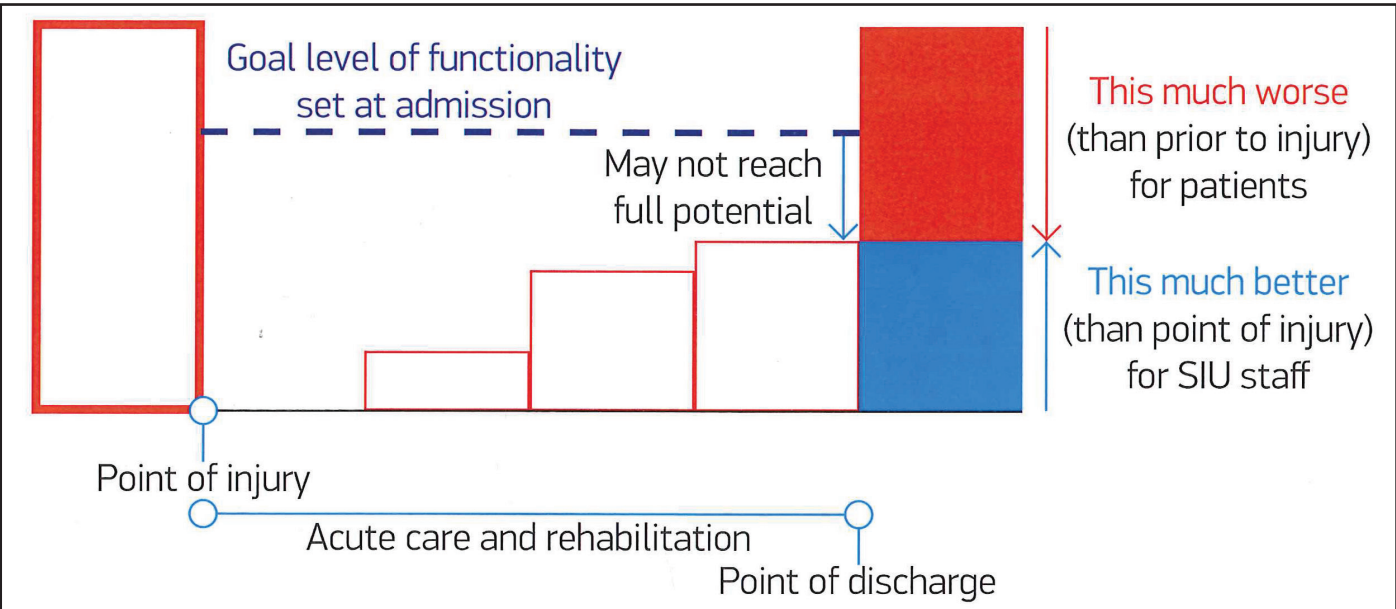 Goal level of functionality
set at admission
May not reach
full potential
This much worse
(than prior to injury)
for patients
This much better
(than point of injury)
for SIU staff
Point of injury
Acute care and rehabilitation
Point of discharge